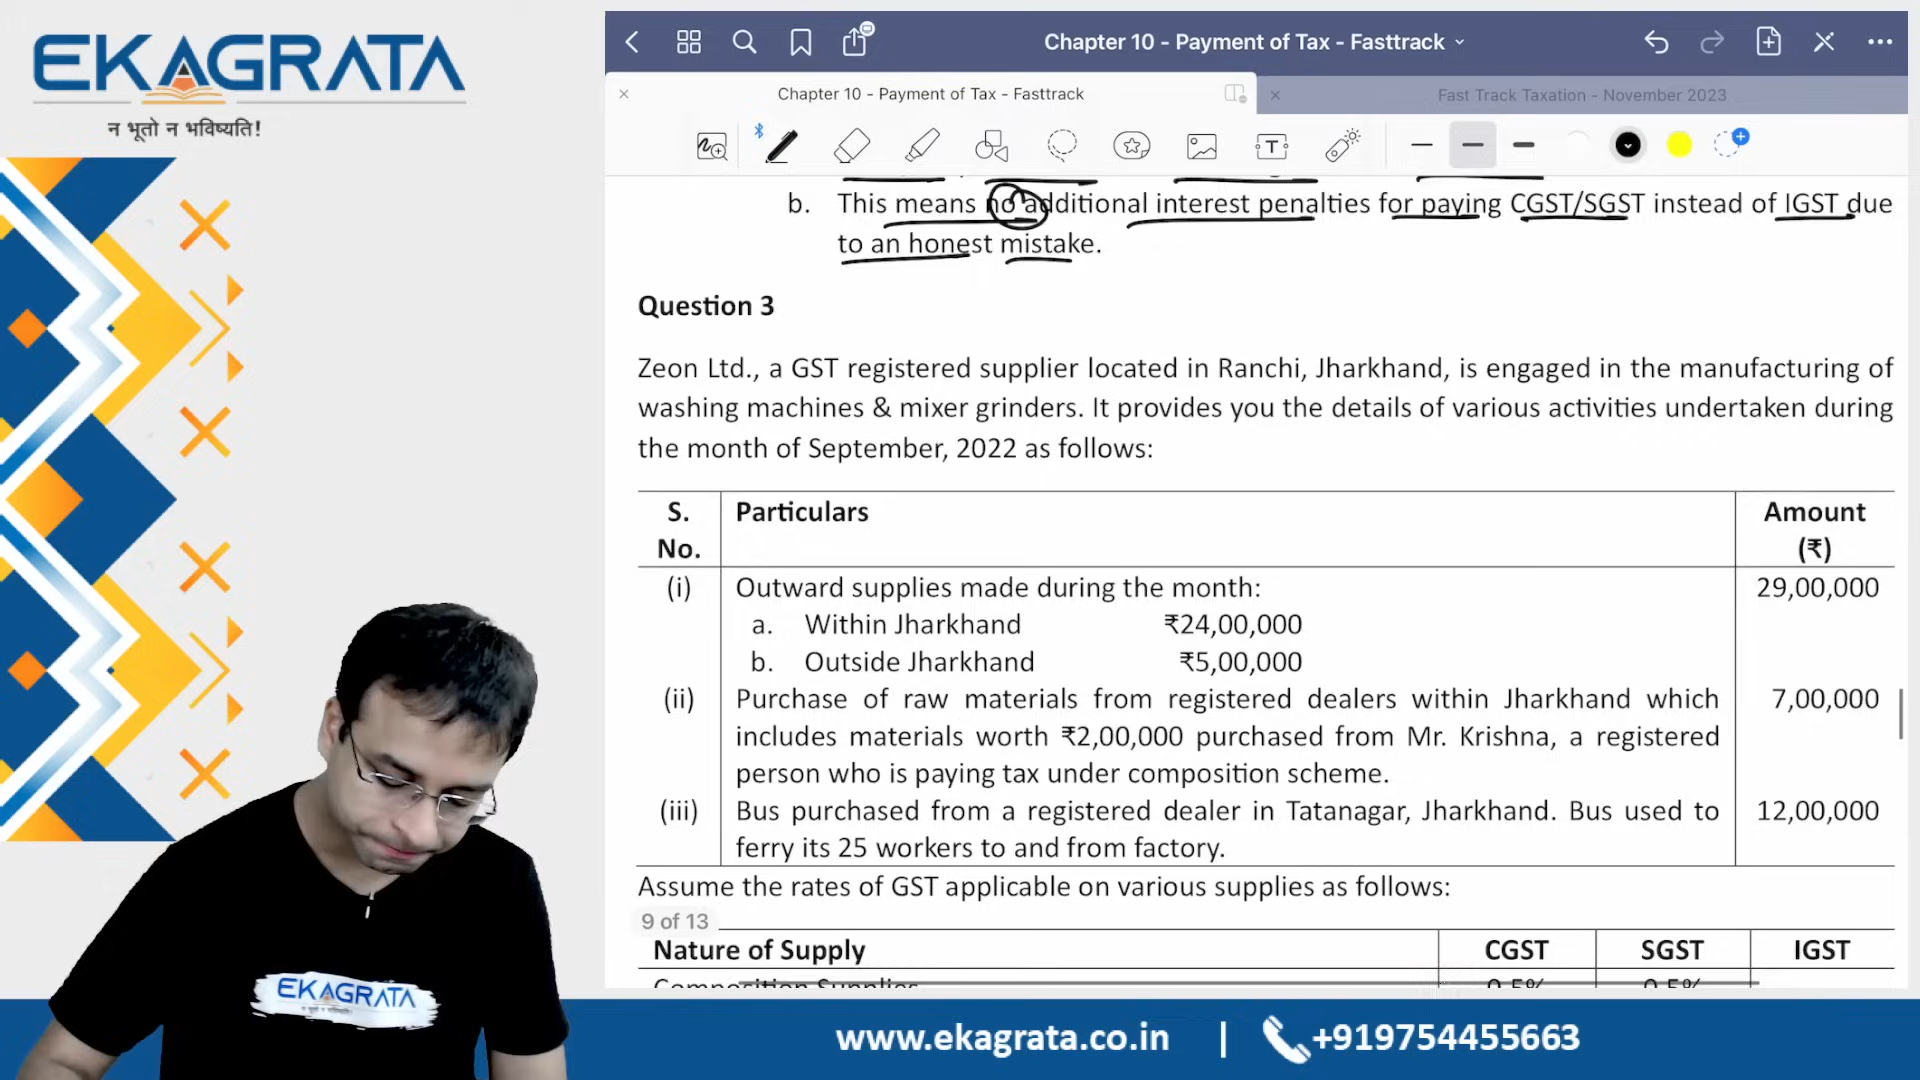 EKAGRATA
न भूतो न भविष्यति!
Chapter 10 - Payment of Tax - Fasttrack
Chapter 10 - Payment of Tax - Fasttrack
Fast Track Taxation - November 2023
b. This means no additional interest penalties for paying CGST/SGST instead of IGST due
to an honest mistake.
Question 3
Zeon Ltd., a GST registered supplier located in Ranchi, Jharkhand, is engaged in the manufacturing of
washing machines & mixer grinders. It provides you the details of various activities undertaken during
the month of September, 2022 as follows:
S. No. Particulars Amount (₹)
(i) Outward supplies made during the month: 29,00,000
a. Within Jharkhand ₹24,00,000
b. Outside Jharkhand ₹5,00,000
(ii) Purchase of raw materials from registered dealers within Jharkhand which 7,00,000
includes materials worth ₹2,00,000 purchased from Mr. Krishna, a registered
person who is paying tax under composition scheme.
(iii) Bus purchased from a registered dealer in Tatanagar, Jharkhand. Bus used to 12,00,000
ferry its 25 workers to and from factory.
Assume the rates of GST applicable on various supplies as follows:
9 of 13
Nature of Supply CGST SGST IGST
Composition Supplies 0.5% 0.5%
EKAGRATA
www.ekagrata.co.in | +919754455663